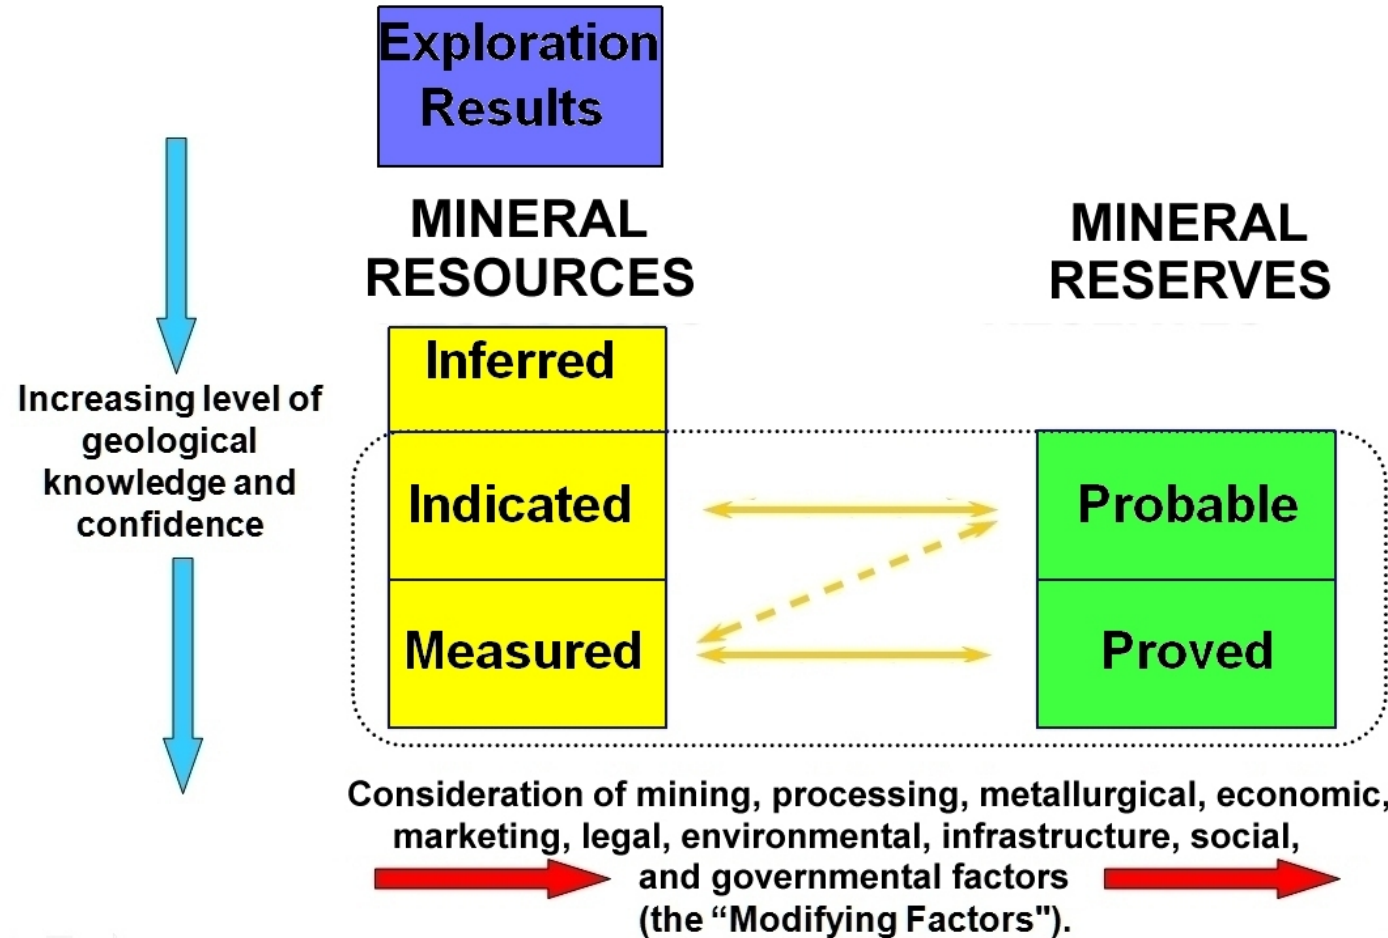 Exploration
Results
MINERAL
RESOURCES
MINERAL
RESERVES
Inferred
Increasing level of
geological
knowledge and
confidence
Indicated
Probable
Measured
Proved
Consideration of mining, processing, metallurgical, economic,
marketing, legal, environmental, infrastructure, social,
and governmental factors
(the “Modifying Factors").